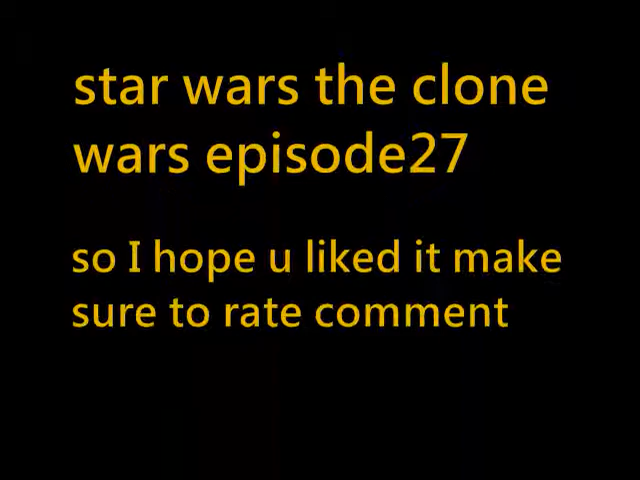 star wars the clone
wars episode27
so I hope u liked it make
sure to rate comment